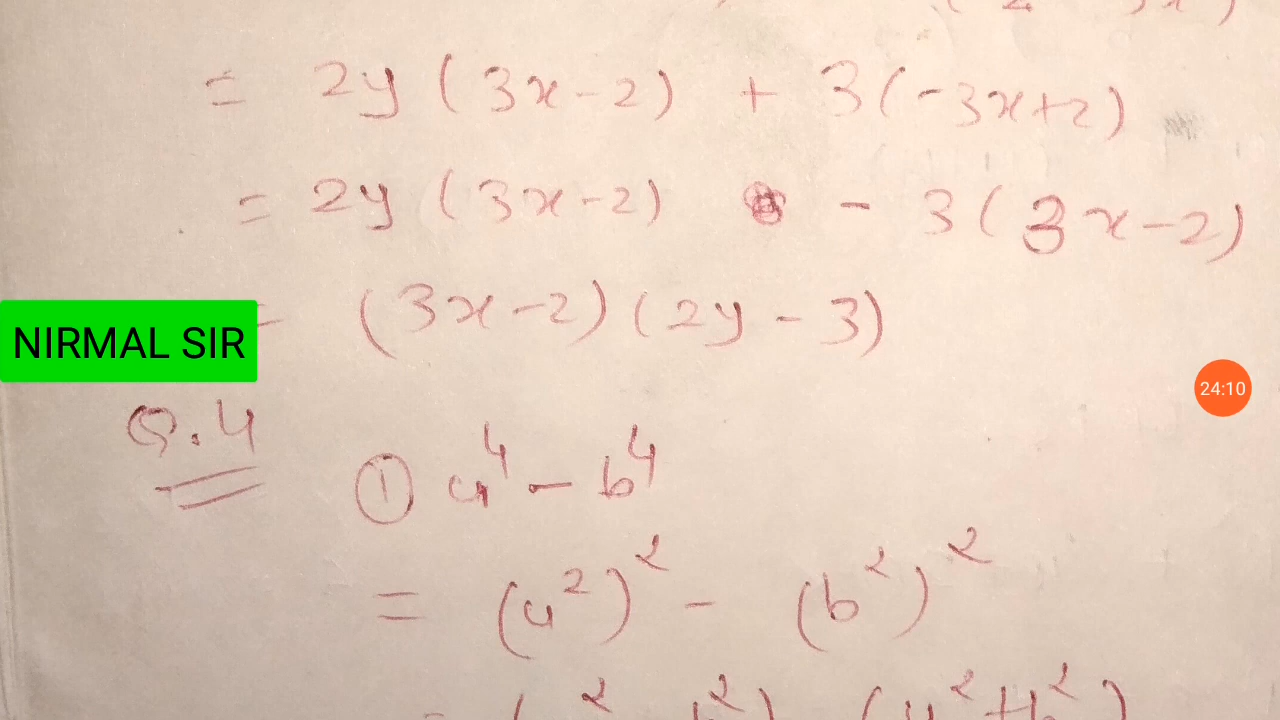 = 2y (3x-2) + 3(-3x+2)
= 2y (3x-2) - 3(3x-2)
= (3x-2)(2y-3)
NIRMAL SIR
24:10
Q.4
① a⁴ - b⁴
= (a²)² - (b²)²